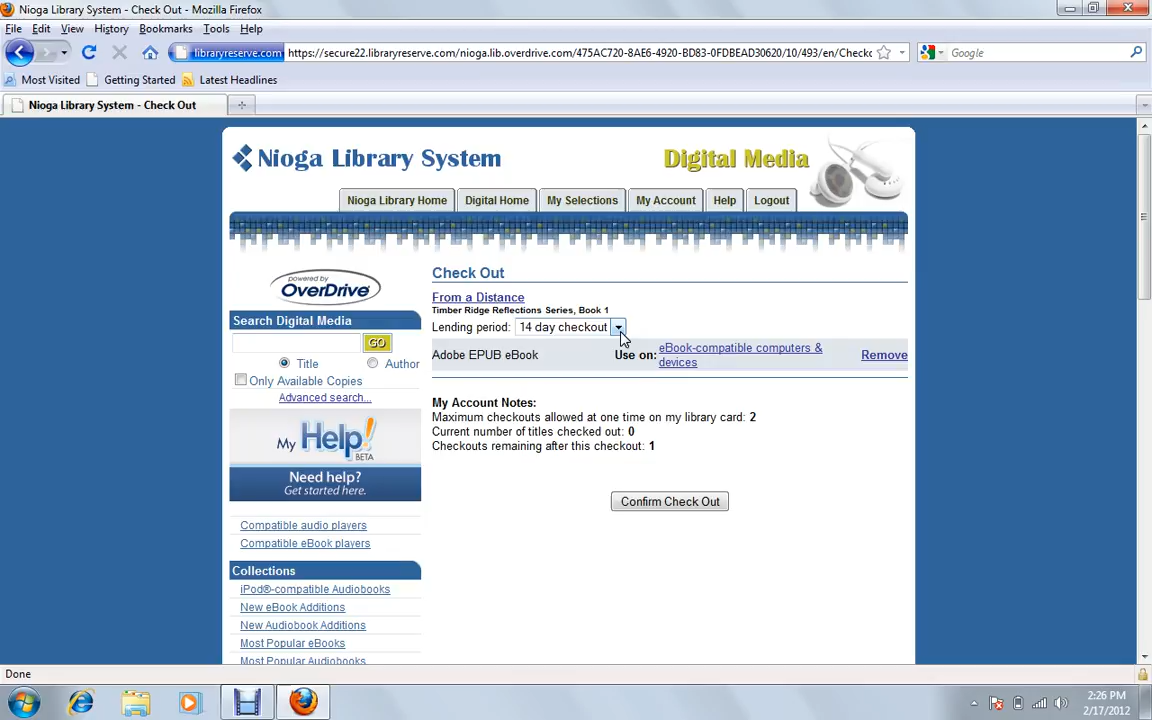 Nioga Library System - Check Out - Mozilla Firefox
File Edit View History Bookmarks Tools Help
libraryreserve.com https://secure22.libraryreserve.com/nioga.lib.overdrive.com/475AC720-8AE6-4920-BD83-0FDBEAD30620/10/493/en/Checko Google
Most Visited Getting Started Latest Headlines
Nioga Library System - Check Out
Nioga Library System Digital Media
Nioga Library Home Digital Home My Selections My Account Help Logout
powered by
OverDrive
Search Digital Media
GO
Title Author
Only Available Copies
Advanced search...
My Help!
BETA
Need help?
Get started here.
Compatible audio players
Compatible eBook players
Collections
iPod®-compatible Audiobooks
New eBook Additions
New Audiobook Additions
Most Popular eBooks
Most Popular Audiobooks
Check Out
From a Distance
Timber Ridge Reflections Series, Book 1
Lending period: 14 day checkout
Adobe EPUB eBook Use on: eBook-compatible computers & Remove
devices
My Account Notes:
Maximum checkouts allowed at one time on my library card: 2
Current number of titles checked out: 0
Checkouts remaining after this checkout: 1
Confirm Check Out
Done
2:26 PM
2/17/2012